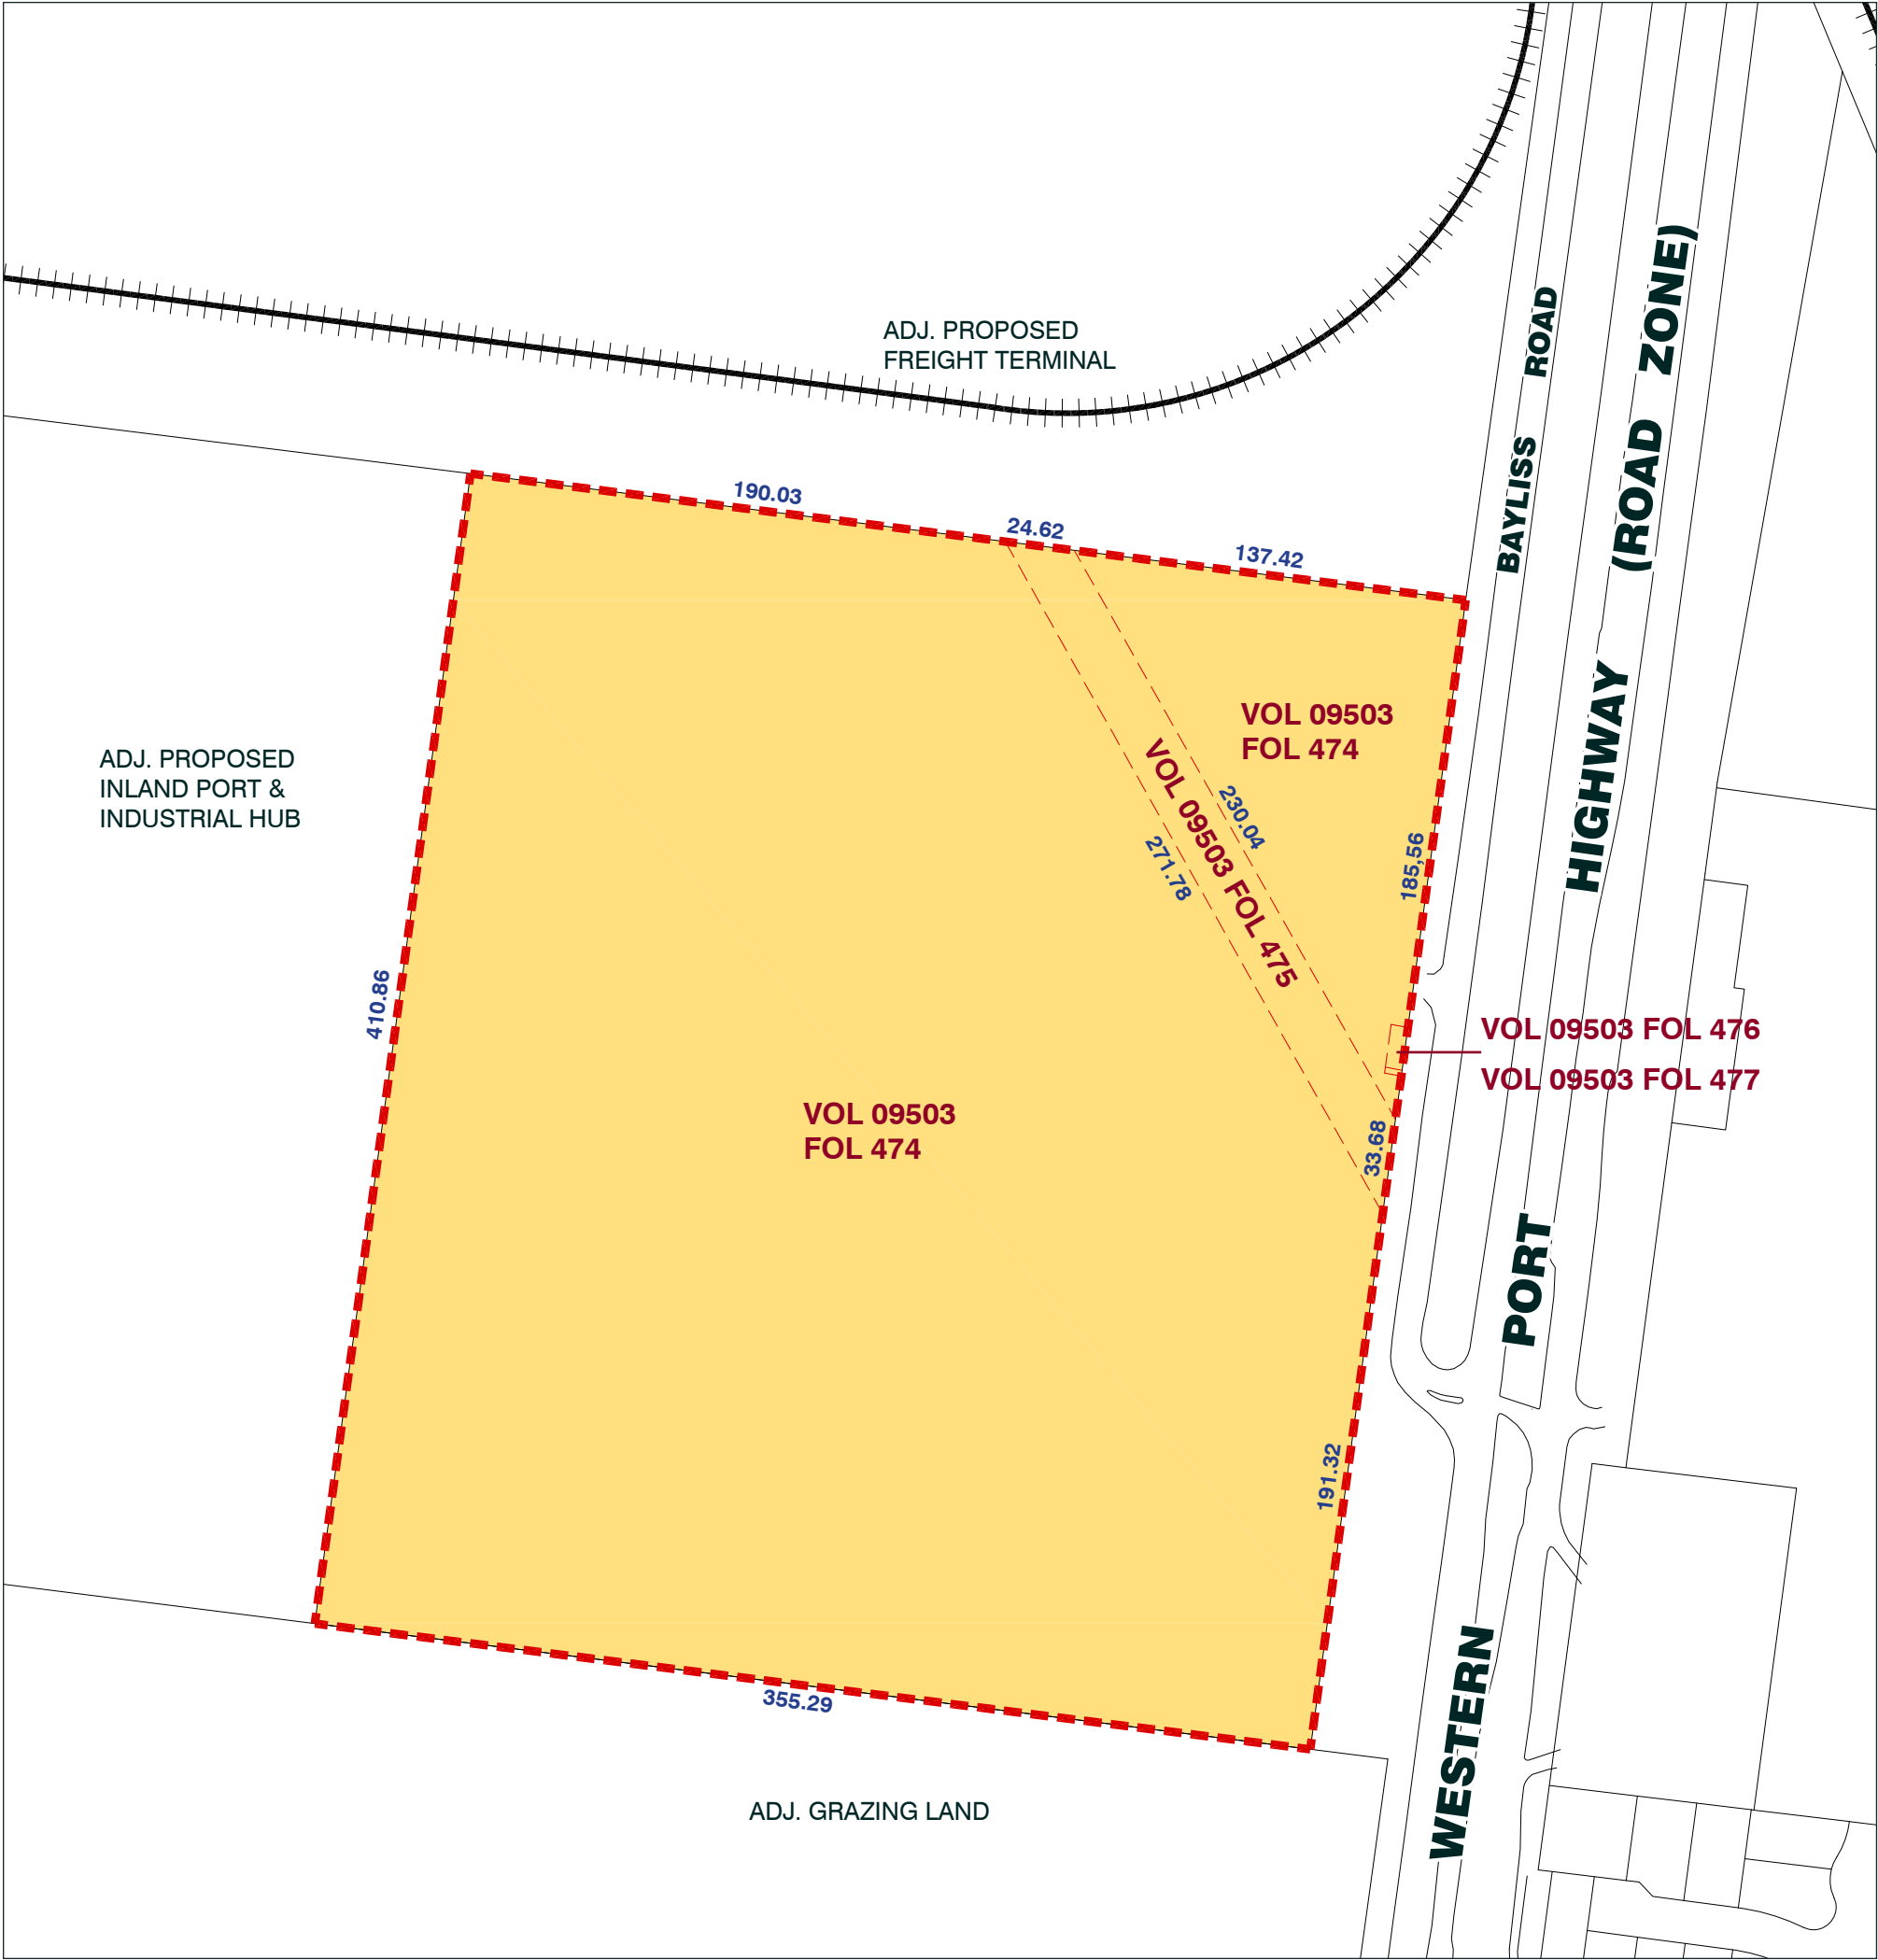 ADJ. PROPOSED
FREIGHT TERMINAL
BAYLISS ROAD
WESTERN PORT HIGHWAY (ROAD ZONE)
190.03
24.62
137.42
VOL 09503
FOL 474
ADJ. PROPOSED
INLAND PORT &
INDUSTRIAL HUB
VOL 09503 FOL 475
230.04
271.78
185,56
410.86
VOL 09503 FOL 476
VOL 09503 FOL 477
VOL 09503
FOL 474
33.68
191.32
355.29
ADJ. GRAZING LAND